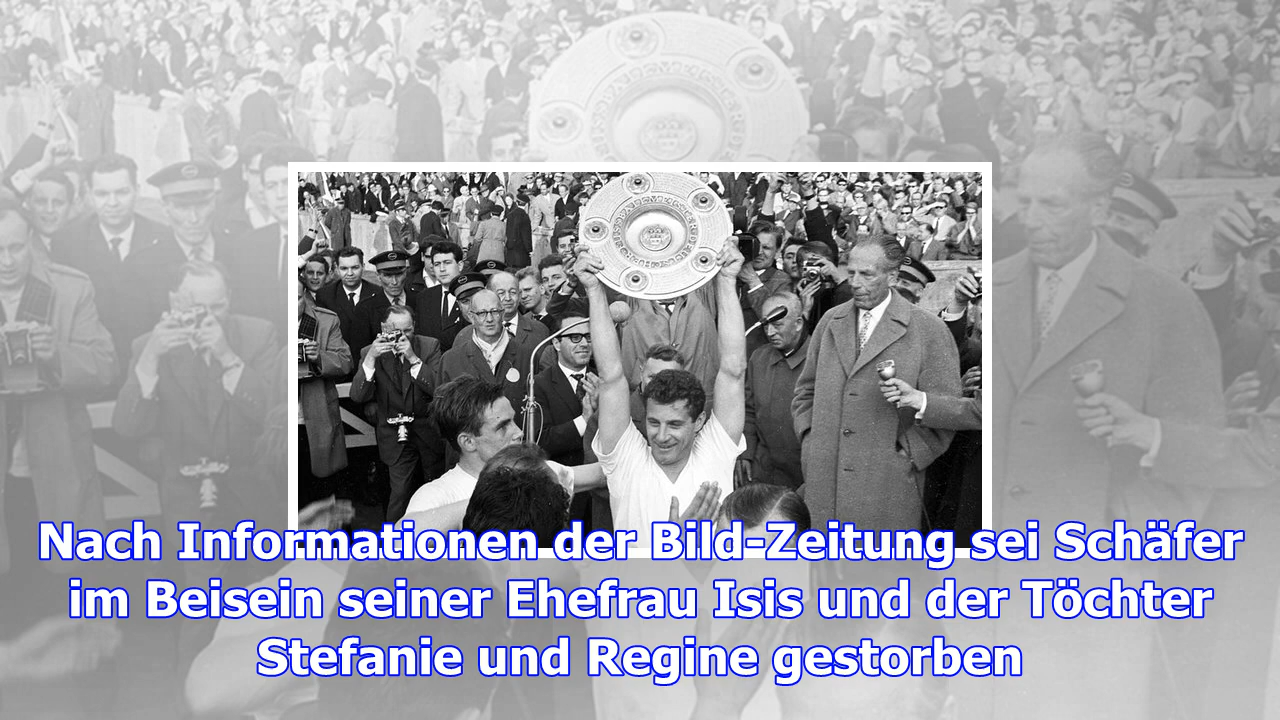 Nach Informationen der Bild-Zeitung sei Schäfer
im Beisein seiner Ehefrau Isis und der Töchter
Stefanie und Regine gestorben